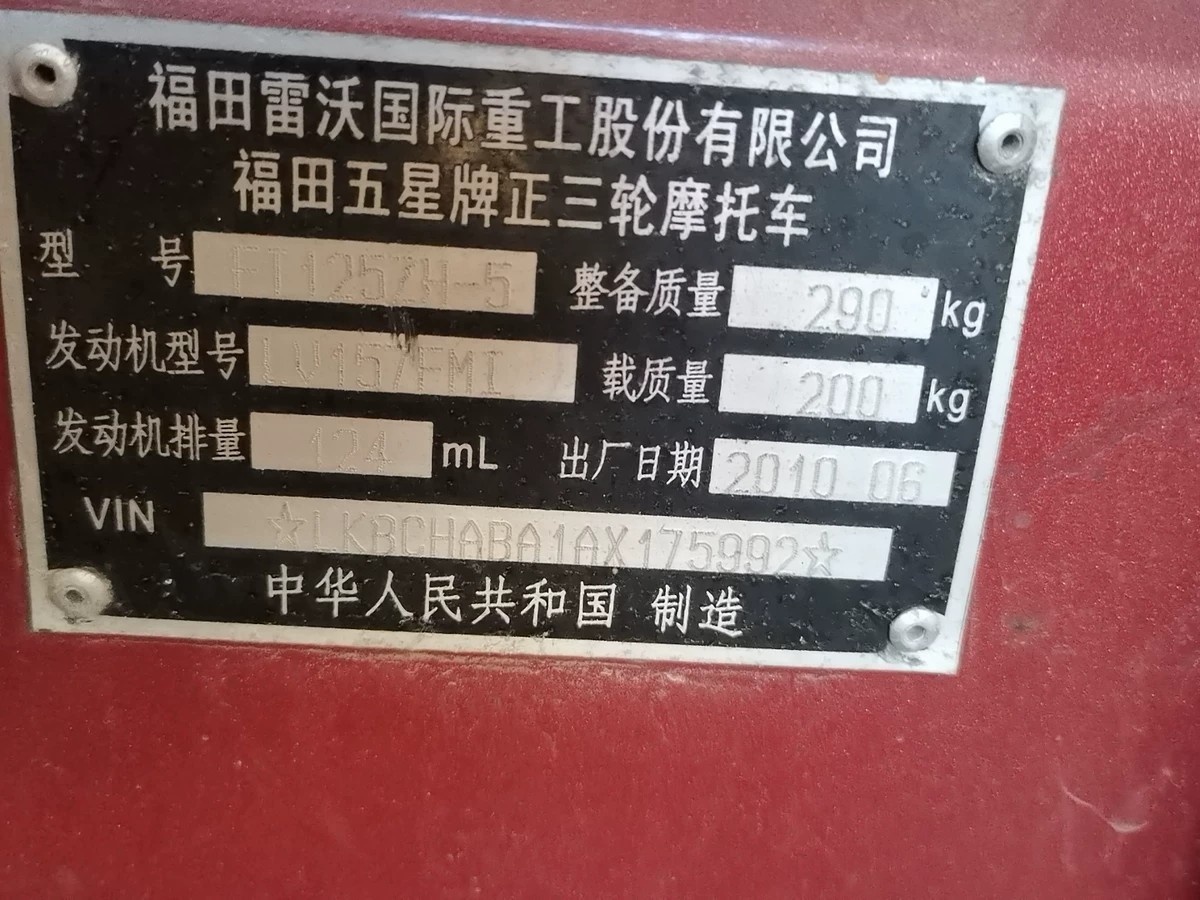 福田雷沃国际重工股份有限公司
福田五星牌正三轮摩托车
型 号 FT125ZH-5 整备质量 290 kg
发动机型号 LV157FMI 载质量 200 kg
发动机排量 124 mL 出厂日期 2010 06
VIN ☆LKBCHABA1AX175992☆
中华人民共和国 制造